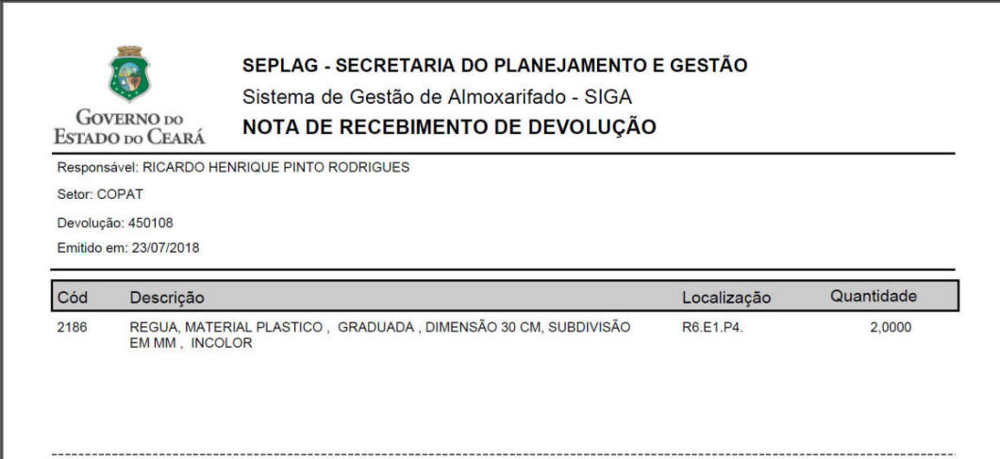 SEPLAG - SECRETARIA DO PLANEJAMENTO E GESTÃO
Sistema de Gestão de Almoxarifado - SIGA
NOTA DE RECEBIMENTO DE DEVOLUÇÃO
GOVERNO DO
ESTADO DO CEARÁ
Responsável: RICARDO HENRIQUE PINTO RODRIGUES
Setor: COPAT
Devolução: 450108
Emitido em: 23/07/2018
Cód Descrição Localização Quantidade
2186 REGUA, MATERIAL PLASTICO , GRADUADA , DIMENSÃO 30 CM, SUBDIVISÃO R6.E1.P4. 2,0000
EM MM , INCOLOR